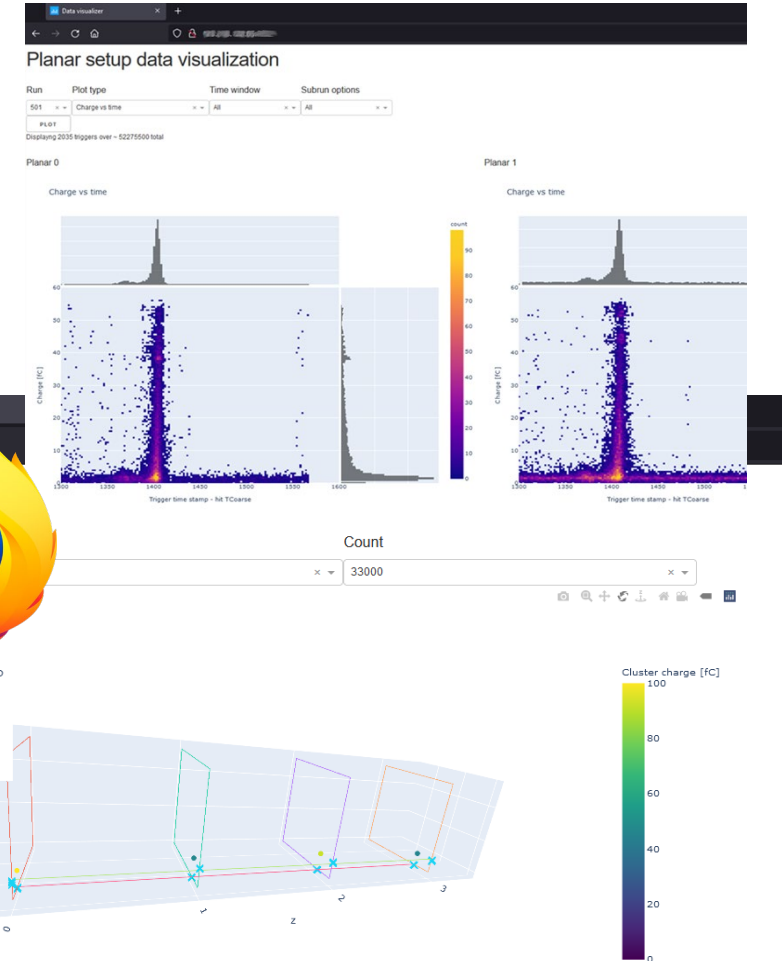 Data visualizer × +
Planar setup data visualization
Run Plot type Time window Subrun options
501 × Charge vs time × All × All ×
PLOT
Displayng 2035 triggers over ~ 52275500 total
Planar 0 Planar 1
Charge vs time Charge vs time
count
90
80
70
60
50
40
30
20
10
0
60
50
40
30
20
10
Charge [fC]
1300 1350 1400 1450 1500 1550 1600
Trigger time stamp - hit TCoarse
60
50
40
30
20
10
Charge [fC]
1300 1350 1400 1450 1500
Trigger time stamp - hit TCoarse
Count
× 33000 ×
Cluster charge [fC]
100
80
60
40
20
0
0 1 2 3
z